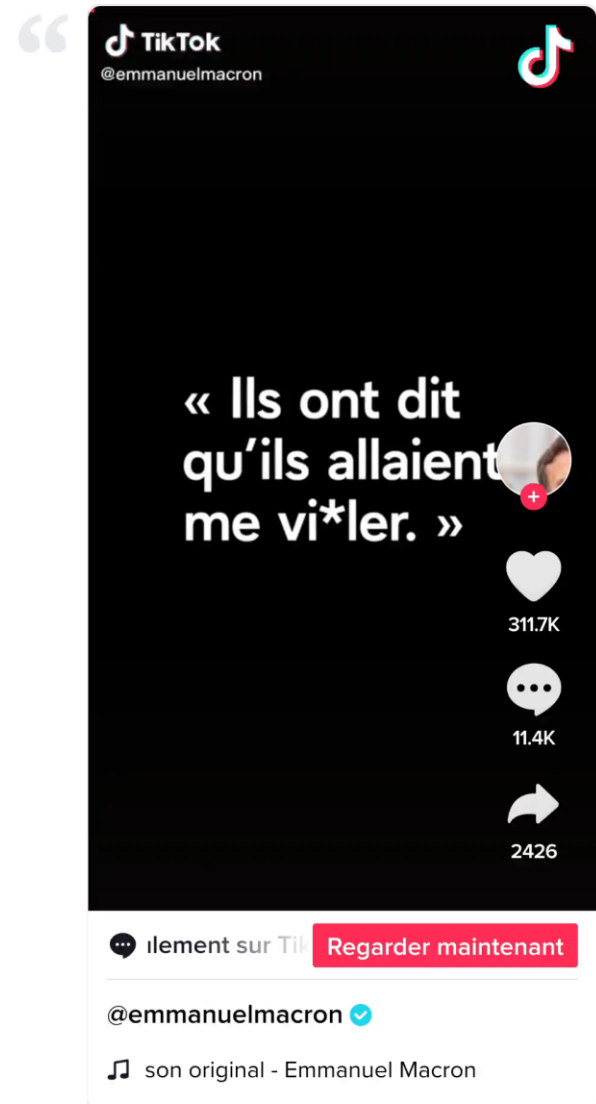 “
TikTok
@emmanuelmacron
« Ils ont dit
qu’ils allaient
me vi*ler. »
311.7K
11.4K
2426
sur
Regarder maintenant
@emmanuelmacron
son original - Emmanuel Macron